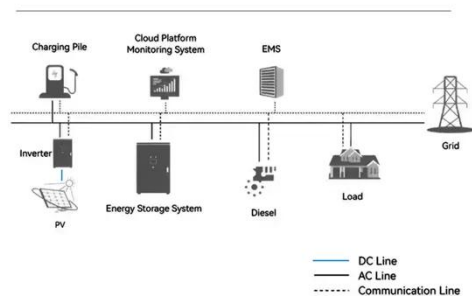 Charging Pile
Cloud Platform
Monitoring System
EMS
Grid
Inverter
PV
Energy Storage System
Diesel
Load
DC Line
AC Line
Communication Line